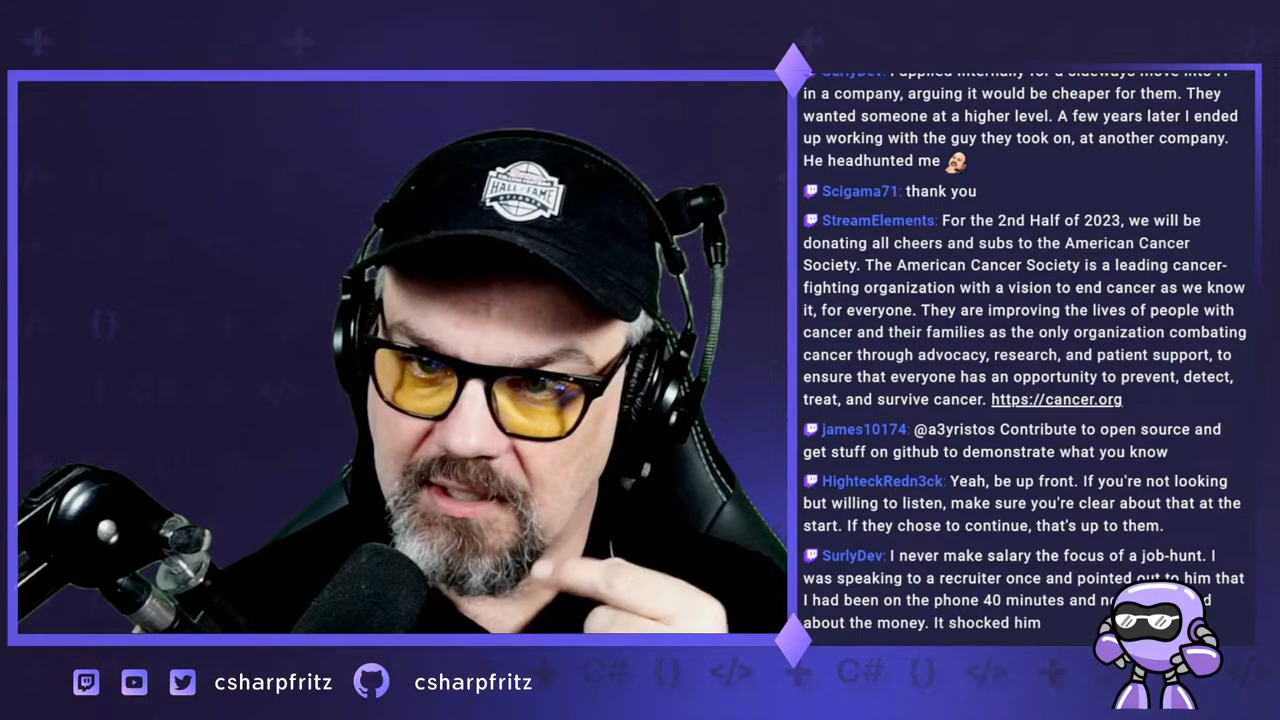 HALL OF FAME
SurlyDev: I applied internally for a sideways move into IT
in a company, arguing it would be cheaper for them. They
wanted someone at a higher level. A few years later I ended
up working with the guy they took on, at another company.
He headhunted me
Scigama71: thank you
StreamElements: For the 2nd Half of 2023, we will be
donating all cheers and subs to the American Cancer
Society. The American Cancer Society is a leading cancer-
fighting organization with a vision to end cancer as we know
it, for everyone. They are improving the lives of people with
cancer and their families as the only organization combating
cancer through advocacy, research, and patient support, to
ensure that everyone has an opportunity to prevent, detect,
treat, and survive cancer. https://cancer.org
james10174: @a3yristos Contribute to open source and
get stuff on github to demonstrate what you know
HighteckRedn3ck: Yeah, be up front. If you're not looking
but willing to listen, make sure you're clear about that at the
start. If they chose to continue, that's up to them.
SurlyDev: I never make salary the focus of a job-hunt. I
was speaking to a recruiter once and pointed out to him that
I had been on the phone 40 minutes and
about the money. It shocked him
csharpfritz csharpfritz
C# {} </>